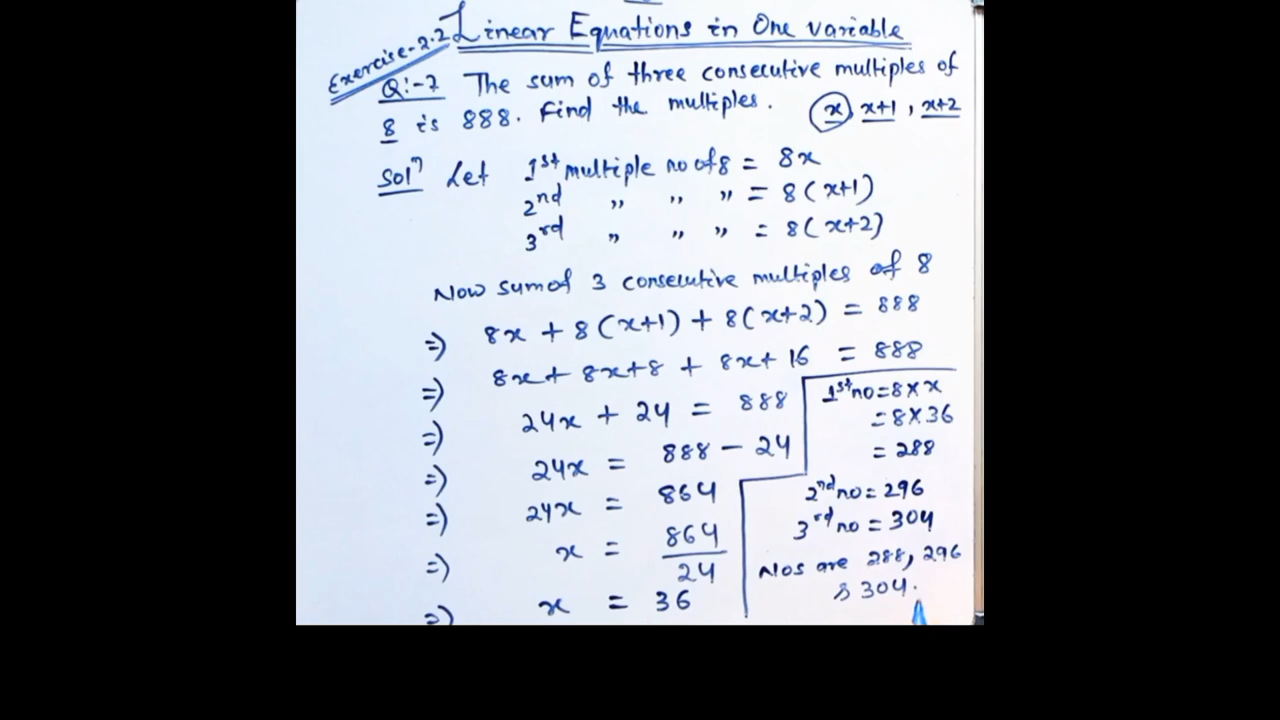 Exercise-2.2
Linear Equations in One variable
Q:-7 The sum of three consecutive multiples of
8 is 888. Find the multiples. x, x+1, x+2
Solⁿ Let 1st multiple no of 8 = 8x
2nd " " " = 8(x+1)
3rd " " " = 8(x+2)
Now sum of 3 consecutive multiples of 8
=) 8x + 8(x+1) + 8(x+2) = 888
=) 8x + 8x+8 + 8x+16 = 888
=) 24x + 24 = 888
=) 24x = 888 - 24
=) 24x = 864
=) x = 864/24
=) x = 36
1st no = 8×x
= 8×36
= 288
2nd no = 296
3rd no = 304
Nos are 288, 296
& 304.